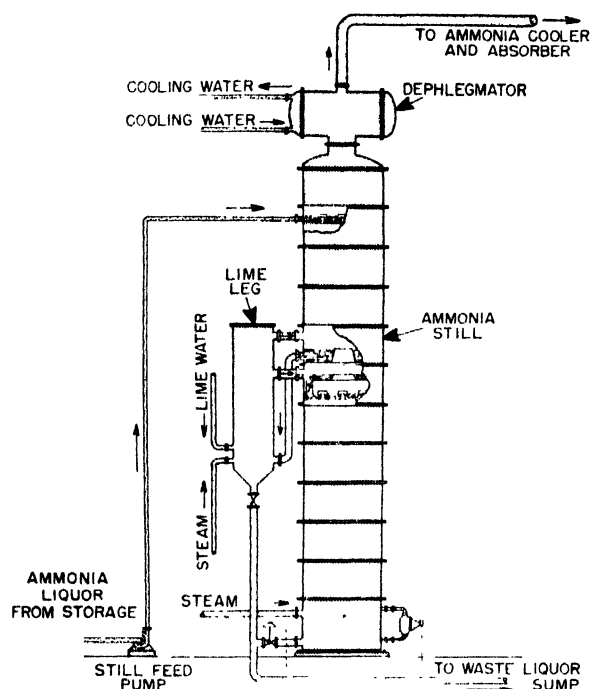 TO AMMONIA COOLER
AND ABSORBER
COOLING WATER
DEPHLEGMATOR
COOLING WATER
LIME
LEG
AMMONIA
STILL
LIME WATER
STEAM
AMMONIA
LIQUOR
FROM STORAGE
STEAM
STILL FEED
PUMP
TO WASTE LIQUOR
SUMP